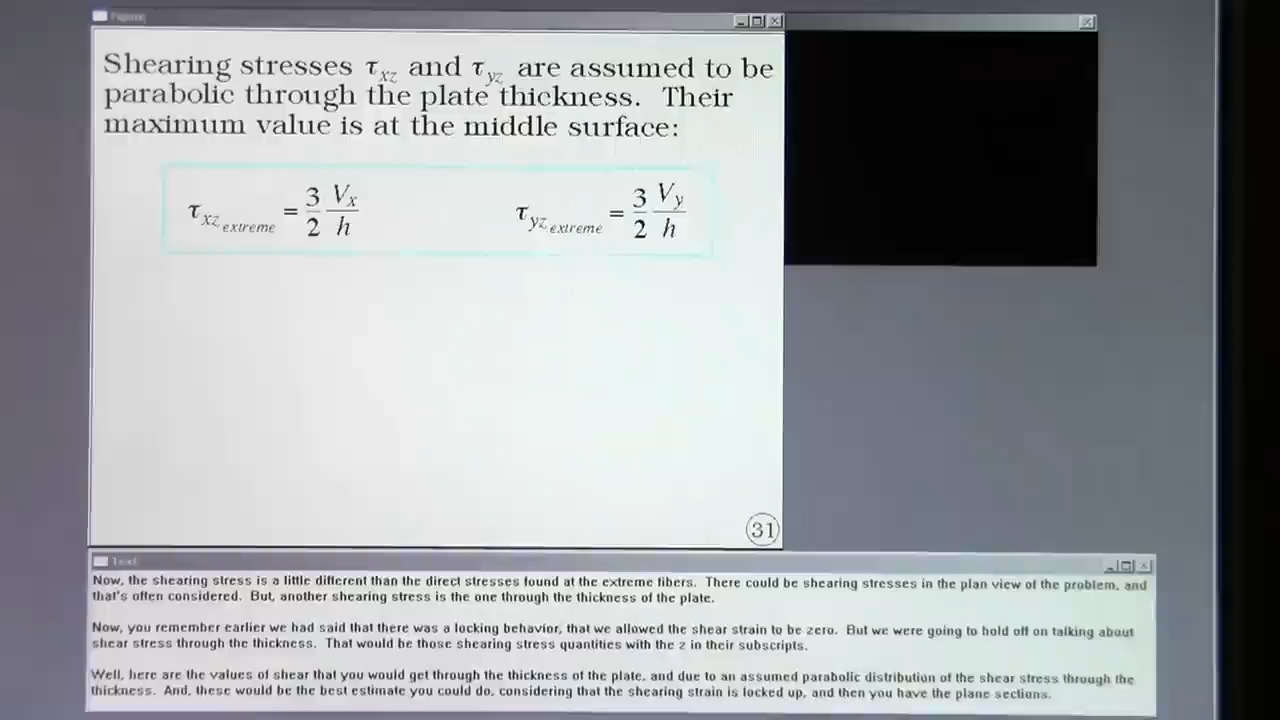 Figure
Shearing stresses τxz and τyz are assumed to be
parabolic through the plate thickness. Their
maximum value is at the middle surface:
τxz extreme = 3/2 Vx/h    τyz extreme = 3/2 Vy/h
31
Text
Now, the shearing stress is a little different than the direct stresses found at the extreme fibers. There could be shearing stresses in the plan view of the problem, and
that's often considered. But, another shearing stress is the one through the thickness of the plate.
Now, you remember earlier we had said that there was a locking behavior, that we allowed the shear strain to be zero. But we were going to hold off on talking about
shear stress through the thickness. That would be those shearing stress quantities with the z in their subscripts.
Well, here are the values of shear that you would get through the thickness of the plate, and due to an assumed parabolic distribution of the shear stress through the
thickness. And, these would be the best estimate you could do, considering that the shearing strain is locked up, and then you have the plane sections.